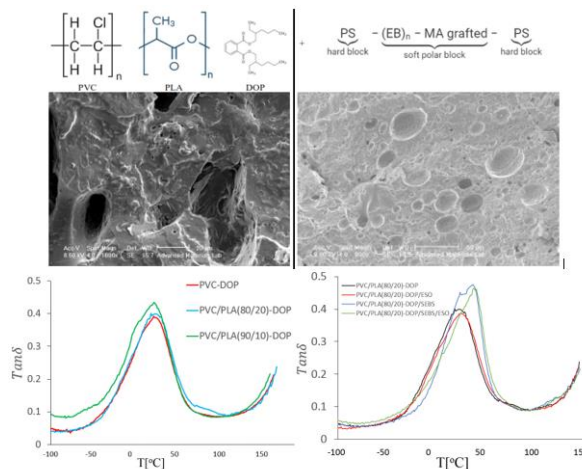 H Cl
C C
H H n
CH3
O
O n
PVC PLA DOP
+ PS - (EB)n - MA grafted - PS
hard block soft polar block hard block
Tanδ
0.5
0.4
0.3
0.2
0.1
0
-100 -50 0 50 100 150 200
T[°C]
PVC-DOP
PVC/PLA(80/20)-DOP
PVC/PLA(90/10)-DOP
Tanδ
0.5
0.4
0.3
0.2
0.1
0
-100 -50 0 50 100 150
T[°C]
PVC/PLA(80/20)-DOP
PVC/PLA(80/20)-DOP/ESO
PVC/PLA(80/20)-DOP/SEBS
PVC/PLA(80/20)-DOP/SEBS/ESO